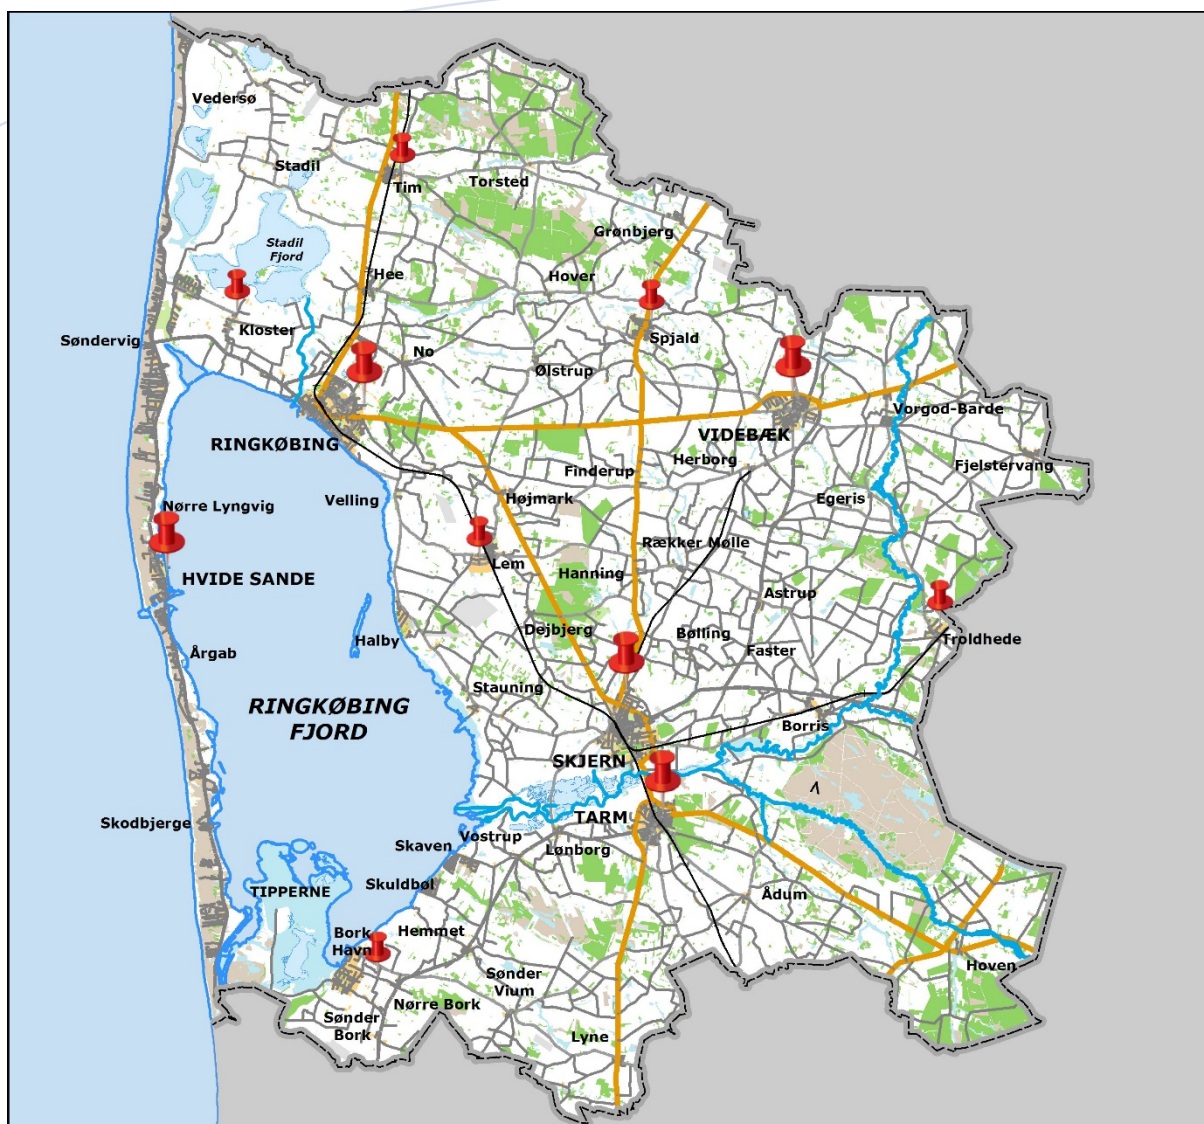 Vedersø
Stadil
Tim
Torsted
Grønbjerg
Stadil
Fjord
Hee
Hover
Kloster
Søndervig
No
Spjald
Ølstrup
Vorgod-Barde
RINGKØBING
VIDEBÆK
Herborg
Finderup
Fjelstervang
Velling
Højmark
Egeris
Nørre Lyngvig
Rækker Mølle
Lem
Hanning
HVIDE SANDE
Astrup
Dejbjerg
Bølling
Halby
Troldhede
Årgab
Faster
Stauning
RINGKØBING
FJORD
Borris
SKJERN
Skodbjerge
TARM
Vostrup
Skaven
Lønborg
Skuldbøl
TIPPERNE
Ådum
Hemmet
Bork
Havn
Hoven
Sønder
Vium
Nørre Bork
Sønder
Bork
Lyne